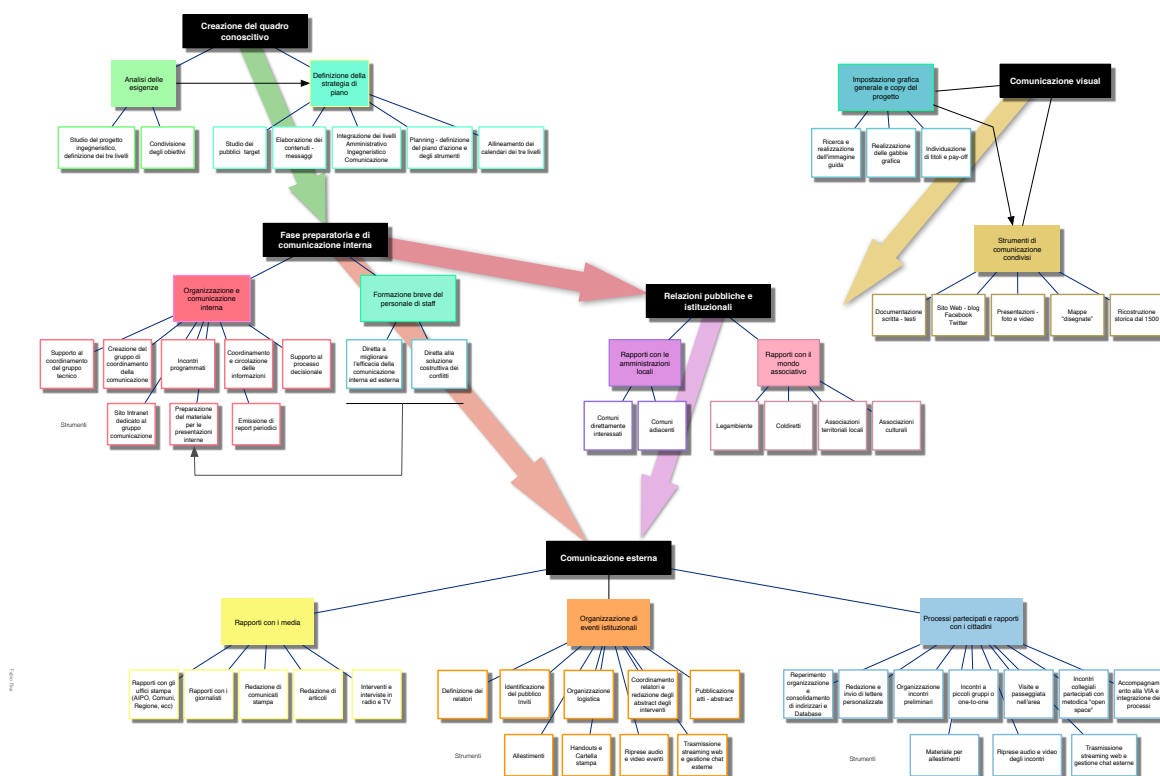 Creazione del quadro
conoscitivo
Analisi delle
esigenze
Definizione della
strategia di
piano
Studio del progetto
ingegneristico,
definizione dei tre livelli
Condivisione
degli obiettivi
Studio dei
pubblici target
Elaborazione dei
contenuti -
messaggi
Integrazione dei livelli
Amministrativo
Ingegneristico
Comunicazione
Planning - definizione
del piano d'azione e
degli strumenti
Allineamento dei
calendari dei tre livelli
Impostazione grafica
generale e copy del
progetto
Comunicazione visual
Ricerca e
realizzazione
dell'immagine
guida
Realizzazione
delle gabbie
grafica
Individuazione
di titoli e pay-off
Strumenti di
comunicazione
condivisi
Documentazione
scritta - testi
Sito Web - blog
Facebook
Twitter
Presentazioni -
foto e video
Mappe
"disegnate"
Ricostruzione
storica dal 1500
Fase preparatoria e di
comunicazione interna
Organizzazione e
comunicazione
interna
Formazione breve del
personale di staff
Supporto al
coordinamento
del gruppo
tecnico
Creazione del
gruppo di
coordinamento
della
comunicazione
Incontri
programmati
Coordinamento
e circolazione
delle
informazioni
Supporto al
processo
decisionale
Diretta a
migliorare
l'efficacia della
comunicazione
interna ed esterna
Diretta alla
soluzione
costruttiva dei
conflitti
Strumenti
Sito Intranet
dedicato al
gruppo
comunicazione
Preparazione
del materiale
per le
presentazioni
interne
Emissione di
report periodici
Relazioni pubbliche e
istituzionali
Rapporti con le
amministrazioni
locali
Rapporti con il
mondo
associativo
Comuni
direttamente
interessati
Comuni
adiacenti
Legambiente
Coldiretti
Associazioni
territoriali locali
Associazioni
culturali
Comunicazione esterna
Rapporti con i media
Organizzazione di
eventi istituzionali
Processi partecipati e rapporti
con i cittadini
Rapporti con gli
uffici stampa
(AIPO, Comuni,
Regione, ecc)
Rapporti con i
giornalisti
Redazione di
comunicati
stampa
Redazione di
articoli
Interventi e
interviste in
radio e TV
Definizione dei
relatori
Identificazione
del pubblico
Inviti
Organizzazione
logistica
Coordinamento
relatori e
redazione degli
abstract degli
interventi
Pubblicazione
atti - abstract
Strumenti
Allestimenti
Handouts e
Cartella
stampa
Riprese audio
e video eventi
Trasmissione
streaming web
e gestione chat
esterne
Reperimento
organizzazione
e
consolidamento
di indirizzari e
Database
Redazione e
invio di lettere
personalizzate
Organizzazione
incontri
preliminari
Incontri a
piccoli gruppi o
one-to-one
Visite e
passeggiata
nell'area
Incontri
collegiali
partecipati con
metodica "open
space"
Accompagnam
ento alla VIA e
integrazione dei
processi
Strumenti
Materiale per
allestimenti
Riprese audio e video
degli incontri
Trasmissione
streaming web e
gestione chat esterne